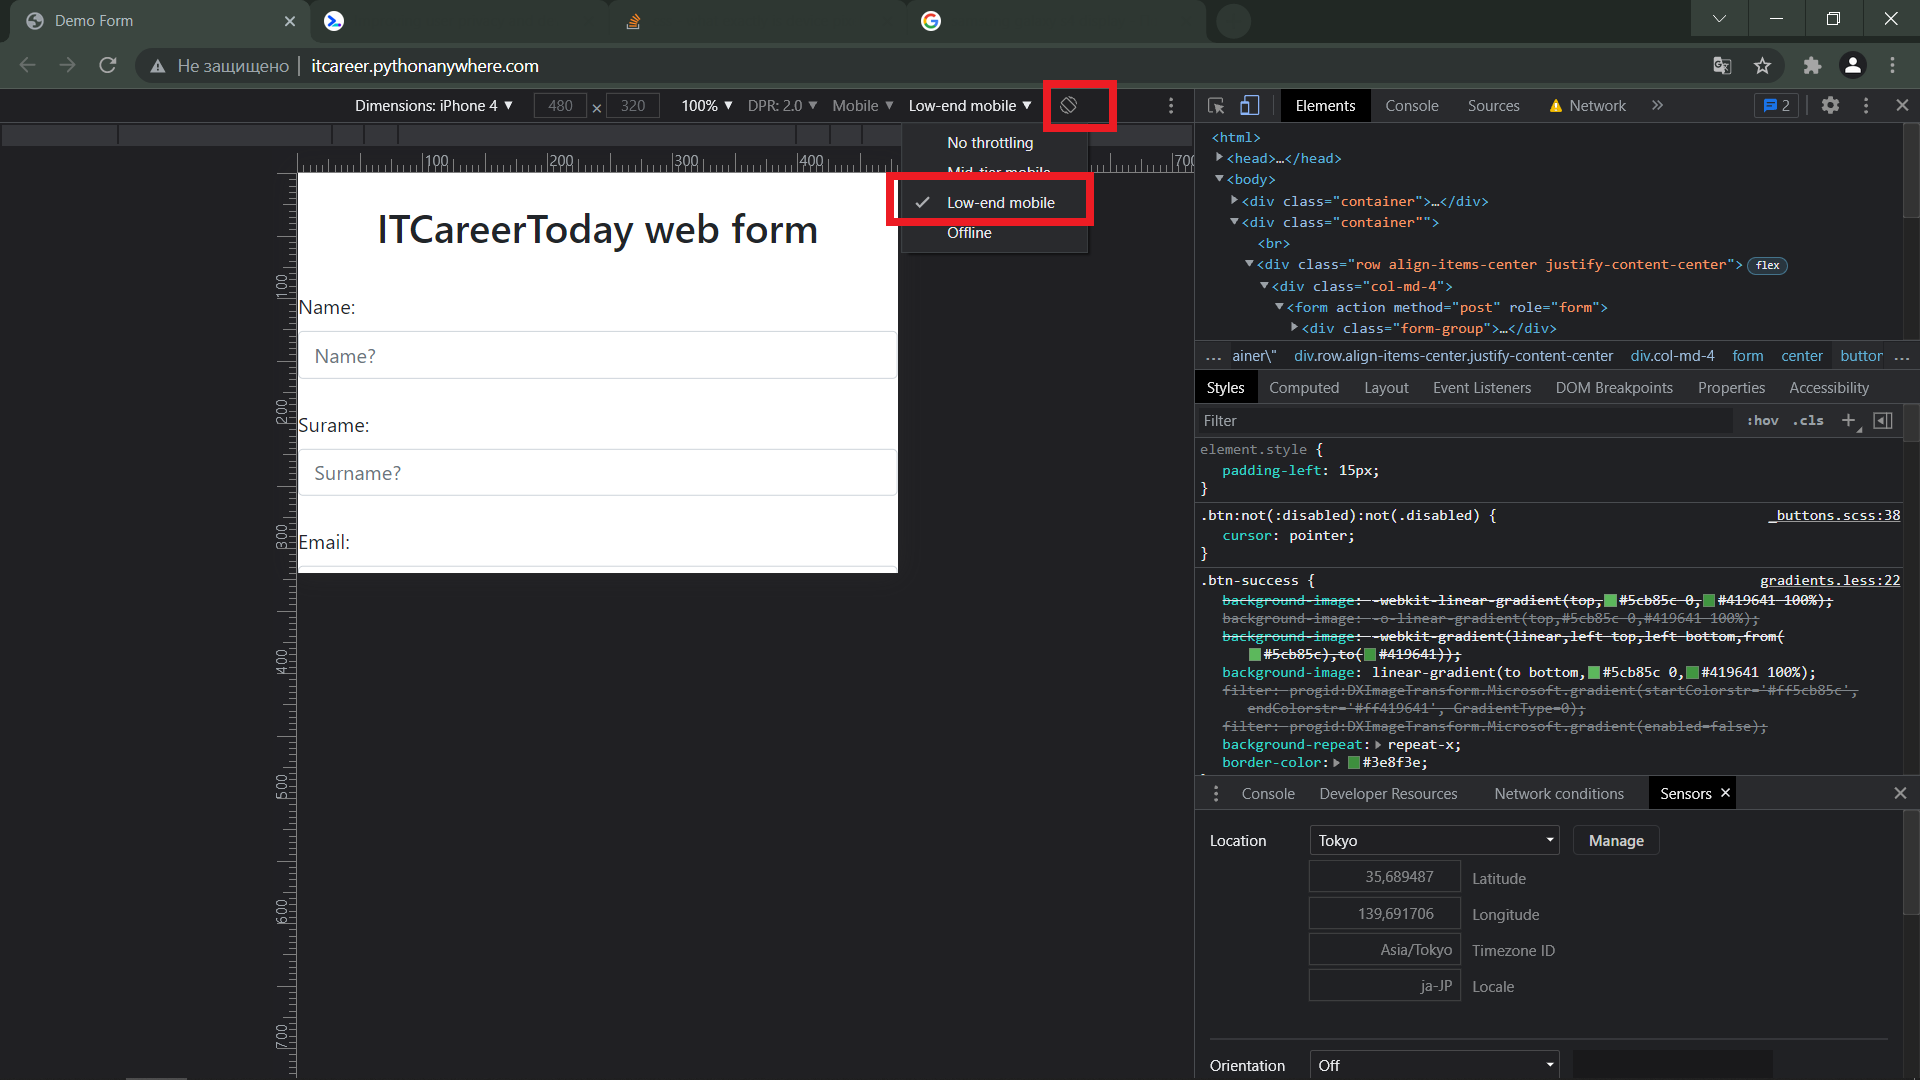 Demo Form
Не защищено
itcareer.pythonanywhere.com
Dimensions: iPhone 4
480
320
100%
DPR: 2.0
Mobile
Low-end mobile
No throttling
Mid-tier mobile
Low-end mobile
Offline
100
200
300
400
700
100
200
300
400
500
600
700
ITCareerToday web form
Name:
Name?
Surame:
Surname?
Email:
Elements
Console
Sources
Network
2
<html>
<head>…</head>
<body>
<div class="container">…</div>
<div class="container"">
<br>
<div class="row align-items-center justify-content-center"> flex
<div class="col-md-4">
<form action method="post" role="form">
<div class="form-group">…</div>
… ainer\" div.row.align-items-center.justify-content-center div.col-md-4 form center button …
Styles Computed Layout Event Listeners DOM Breakpoints Properties Accessibility
Filter :hov .cls
element.style {
padding-left: 15px;
}
.btn:not(:disabled):not(.disabled) { _buttons.scss:38
cursor: pointer;
}
.btn-success { gradients.less:22
background-image: -webkit-linear-gradient(top,#5cb85c 0,#419641 100%);
background-image: -o-linear-gradient(top,#5cb85c 0,#419641 100%);
background-image: -webkit-gradient(linear,left top,left bottom,from(
#5cb85c),to(#419641));
background-image: linear-gradient(to bottom,#5cb85c 0,#419641 100%);
filter: progid:DXImageTransform.Microsoft.gradient(startColorstr='#ff5cb85c',
endColorstr='#ff419641', GradientType=0);
filter: progid:DXImageTransform.Microsoft.gradient(enabled=false);
background-repeat: repeat-x;
border-color: #3e8f3e;
Console Developer Resources Network conditions Sensors
Location Tokyo Manage
35,689487 Latitude
139,691706 Longitude
Asia/Tokyo Timezone ID
ja-JP Locale
Orientation Off